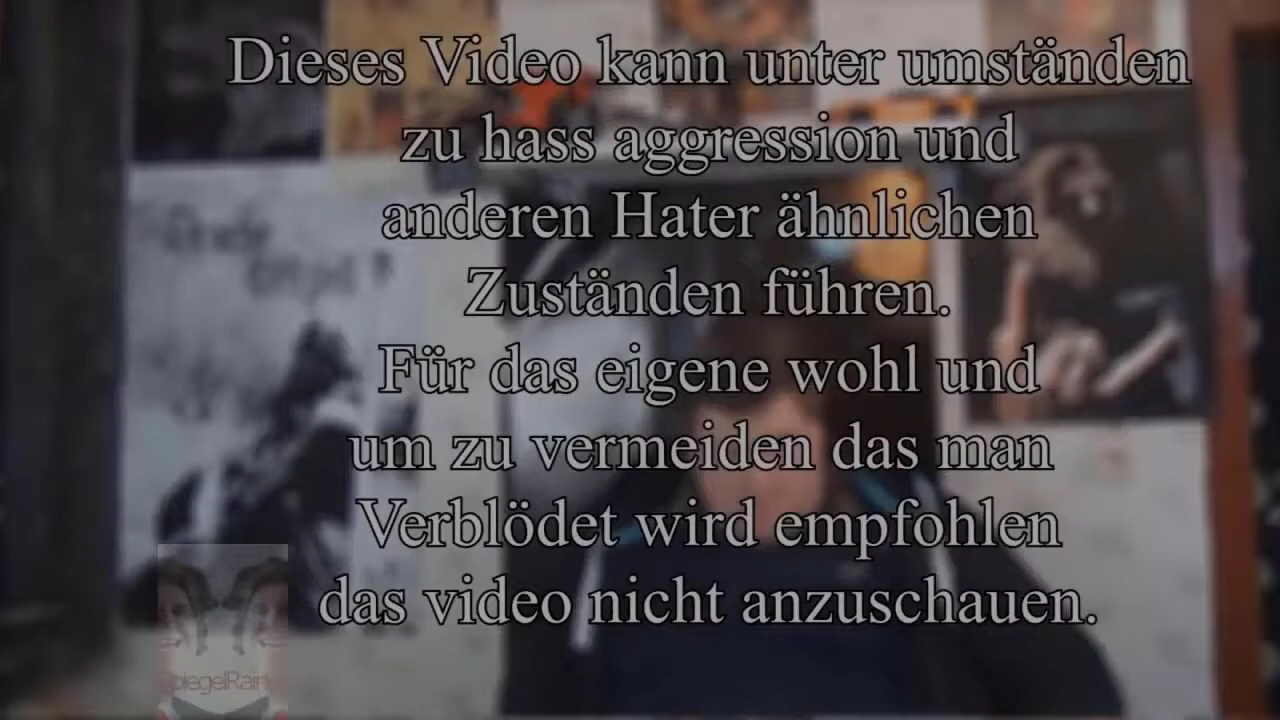 Dieses Video kann unter umständen
zu hass aggression und
anderen Hater ähnlichen
Zuständen führen.
Für das eigene wohl und
um zu vermeiden das man
Verblödet wird empfohlen
das video nicht anzuschauen.